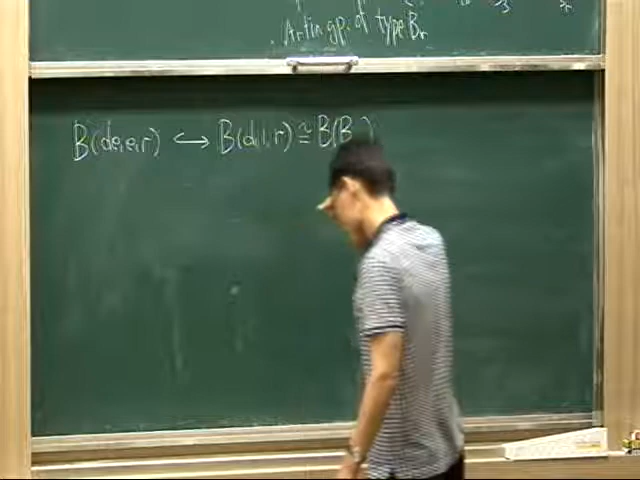 Artin gp. of type Br
B(de,e,r) ↔ B(d,1,r) ≅ B(B )